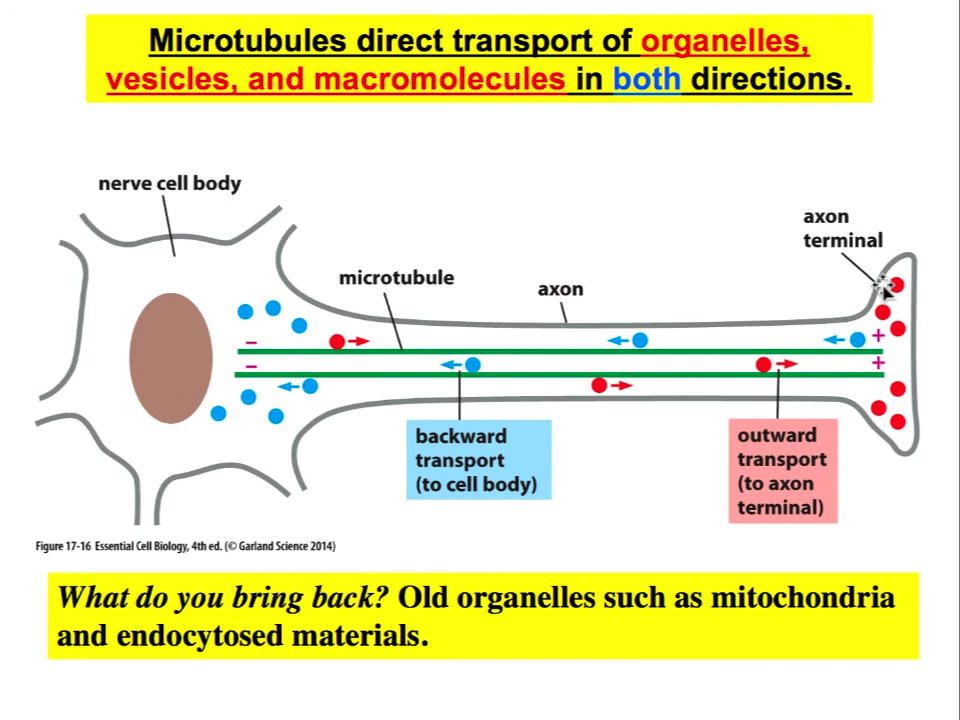 Microtubules direct transport of organelles,
vesicles, and macromolecules in both directions.
nerve cell body
axon
terminal
microtubule
axon
−
+
−
+
backward
transport
(to cell body)
outward
transport
(to axon
terminal)
Figure 17-16 Essential Cell Biology, 4th ed. (© Garland Science 2014)
What do you bring back? Old organelles such as mitochondria
and endocytosed materials.